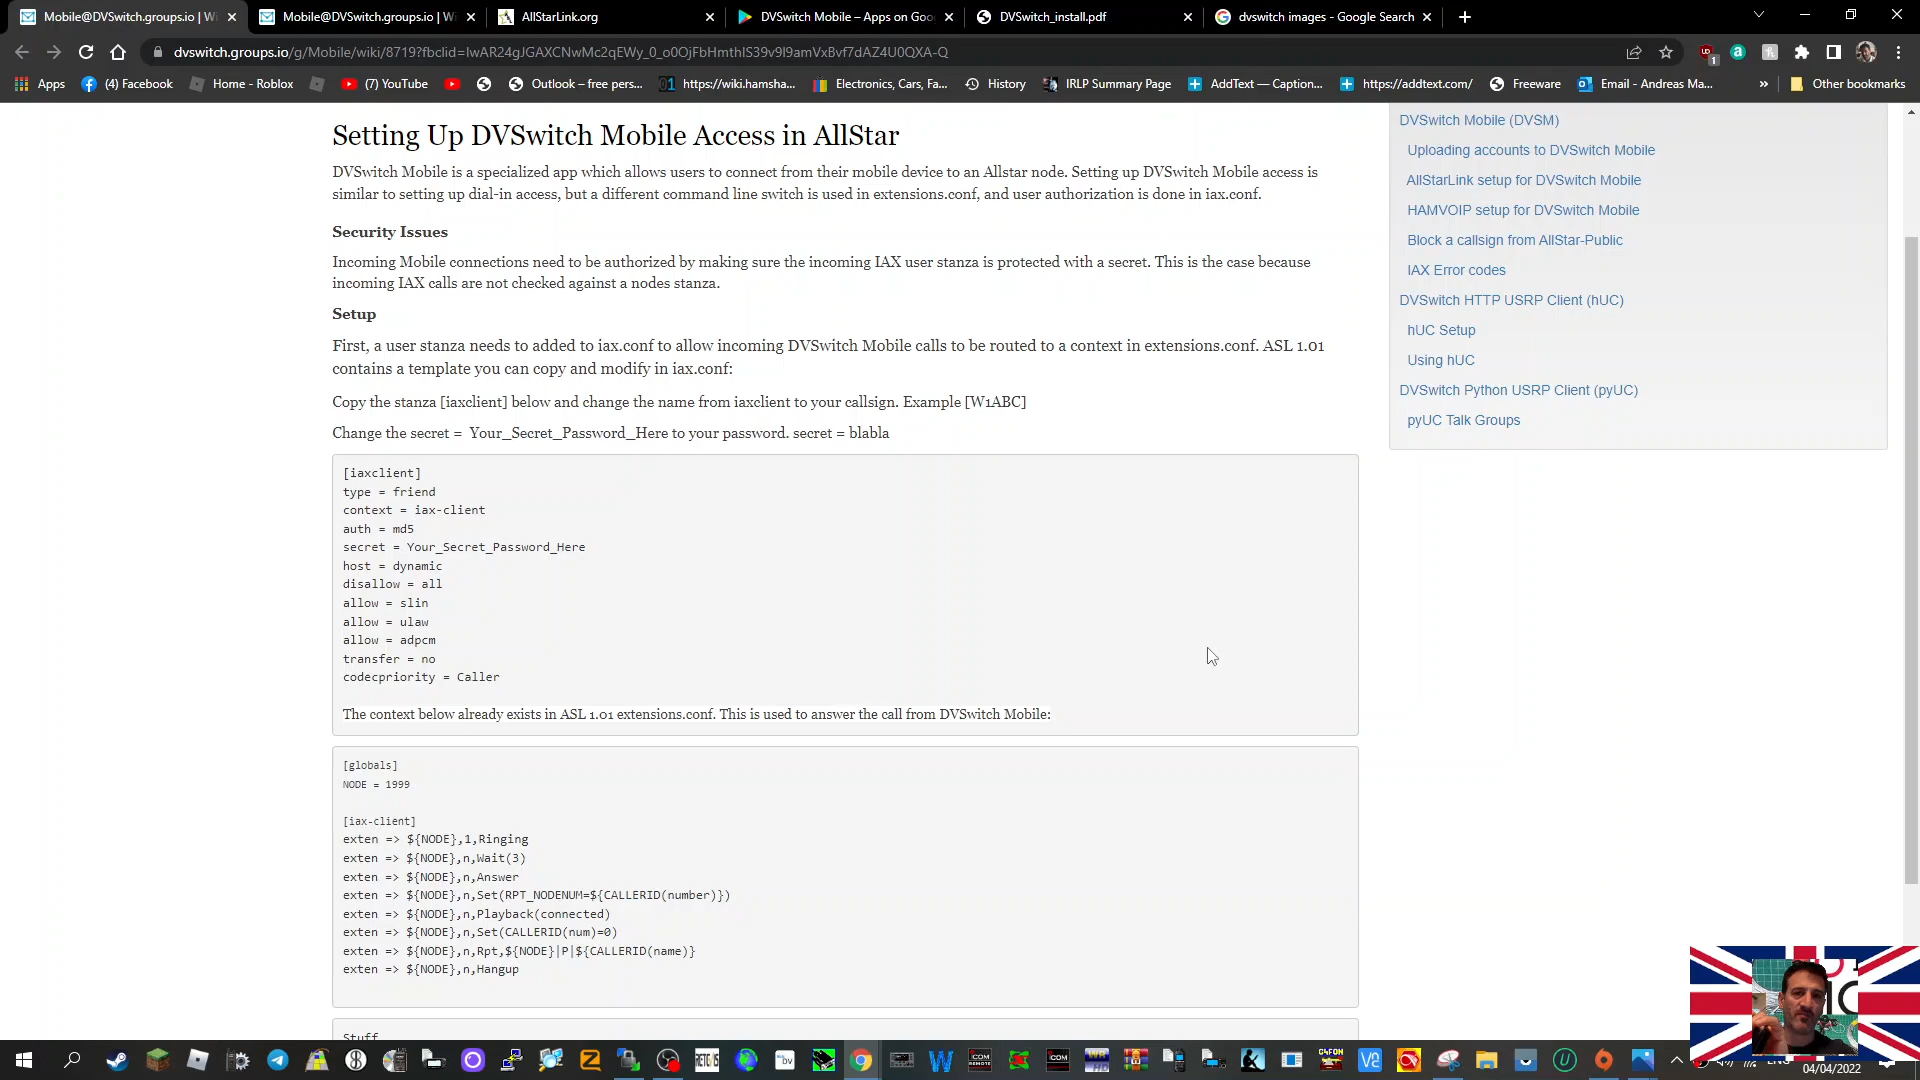 Mobile@DVSwitch.groups.io | Wi
Mobile@DVSwitch.groups.io | Wi
AllStarLink.org
DVSwitch Mobile – Apps on Goo
DVSwitch_install.pdf
dvswitch images - Google Search
dvswitch.groups.io/g/Mobile/wiki/8719?fbclid=IwAR24gJGAXCNwMc2qEWy_0_o0OjFbHmthIS39v9l9amVxBvf7dAZ4U0QXA-Q
Apps
(4) Facebook
Home - Roblox
(7) YouTube
Outlook – free pers...
https://wiki.hamsha...
Electronics, Cars, Fa...
History
IRLP Summary Page
AddText — Caption...
https://addtext.com/
Freeware
Email - Andreas Ma...
»
Other bookmarks
Setting Up DVSwitch Mobile Access in AllStar
DVSwitch Mobile is a specialized app which allows users to connect from their mobile device to an Allstar node. Setting up DVSwitch Mobile access is
similar to setting up dial-in access, but a different command line switch is used in extensions.conf, and user authorization is done in iax.conf.
Security Issues
Incoming Mobile connections need to be authorized by making sure the incoming IAX user stanza is protected with a secret. This is the case because
incoming IAX calls are not checked against a nodes stanza.
Setup
First, a user stanza needs to added to iax.conf to allow incoming DVSwitch Mobile calls to be routed to a context in extensions.conf. ASL 1.01
contains a template you can copy and modify in iax.conf:
Copy the stanza [iaxclient] below and change the name from iaxclient to your callsign. Example [W1ABC]
Change the secret = Your_Secret_Password_Here to your password. secret = blabla
[iaxclient]
type = friend
context = iax-client
auth = md5
secret = Your_Secret_Password_Here
host = dynamic
disallow = all
allow = slin
allow = ulaw
allow = adpcm
transfer = no
codecpriority = Caller
The context below already exists in ASL 1.01 extensions.conf. This is used to answer the call from DVSwitch Mobile:
[globals]
NODE = 1999
[iax-client]
exten => ${NODE},1,Ringing
exten => ${NODE},n,Wait(3)
exten => ${NODE},n,Answer
exten => ${NODE},n,Set(RPT_NODENUM=${CALLERID(number)})
exten => ${NODE},n,Playback(connected)
exten => ${NODE},n,Set(CALLERID(num)=0)
exten => ${NODE},n,Rpt,${NODE}|P|${CALLERID(name)}
exten => ${NODE},n,Hangup
Stuff
DVSwitch Mobile (DVSM)
Uploading accounts to DVSwitch Mobile
AllStarLink setup for DVSwitch Mobile
HAMVOIP setup for DVSwitch Mobile
Block a callsign from AllStar-Public
IAX Error codes
DVSwitch HTTP USRP Client (hUC)
hUC Setup
Using hUC
DVSwitch Python USRP Client (pyUC)
pyUC Talk Groups
04/04/2022